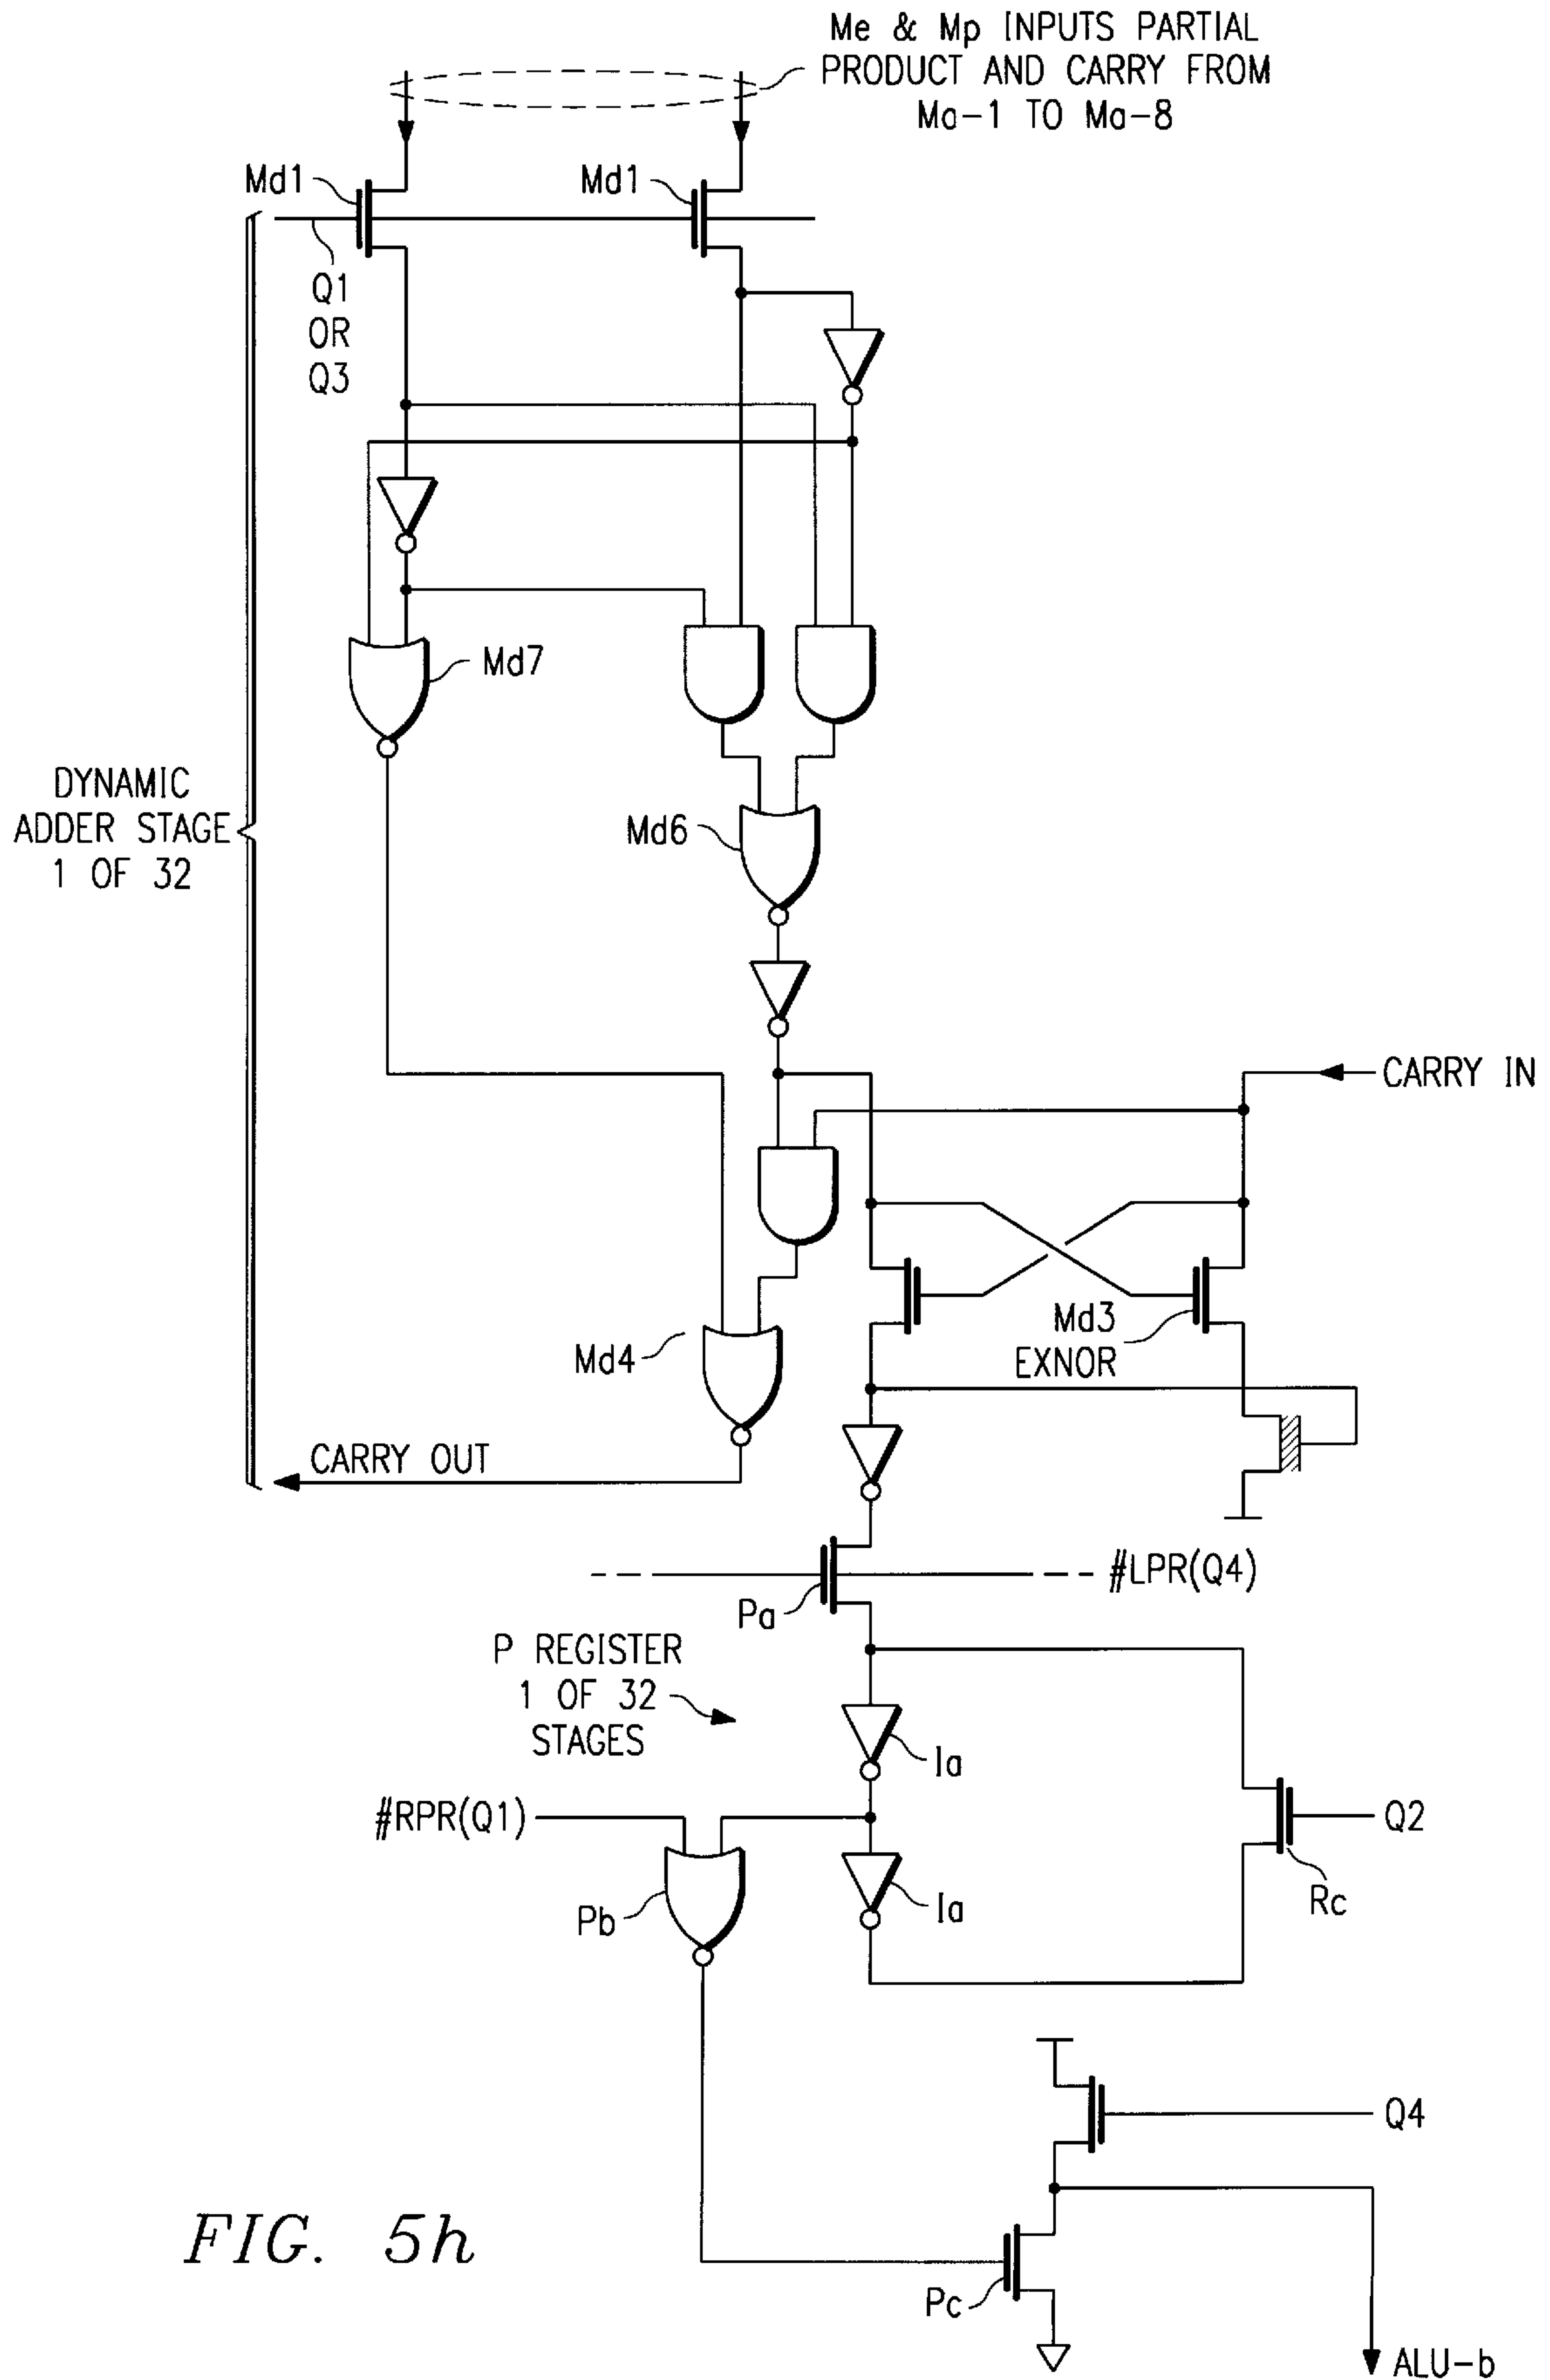 Me & Mp INPUTS PARTIAL
PRODUCT AND CARRY FROM
Ma-1 TO Ma-8
Md1
Md1
Q1
OR
Q3
Md7
DYNAMIC
ADDER STAGE
1 OF 32
Md6
CARRY IN
Md3
EXNOR
Md4
CARRY OUT
#LPR(Q4)
Pa
P REGISTER
1 OF 32
STAGES
Ia
#RPR(Q1)
Q2
Rc
Pb
Ia
Q4
FIG. 5h
Pc
ALU-b